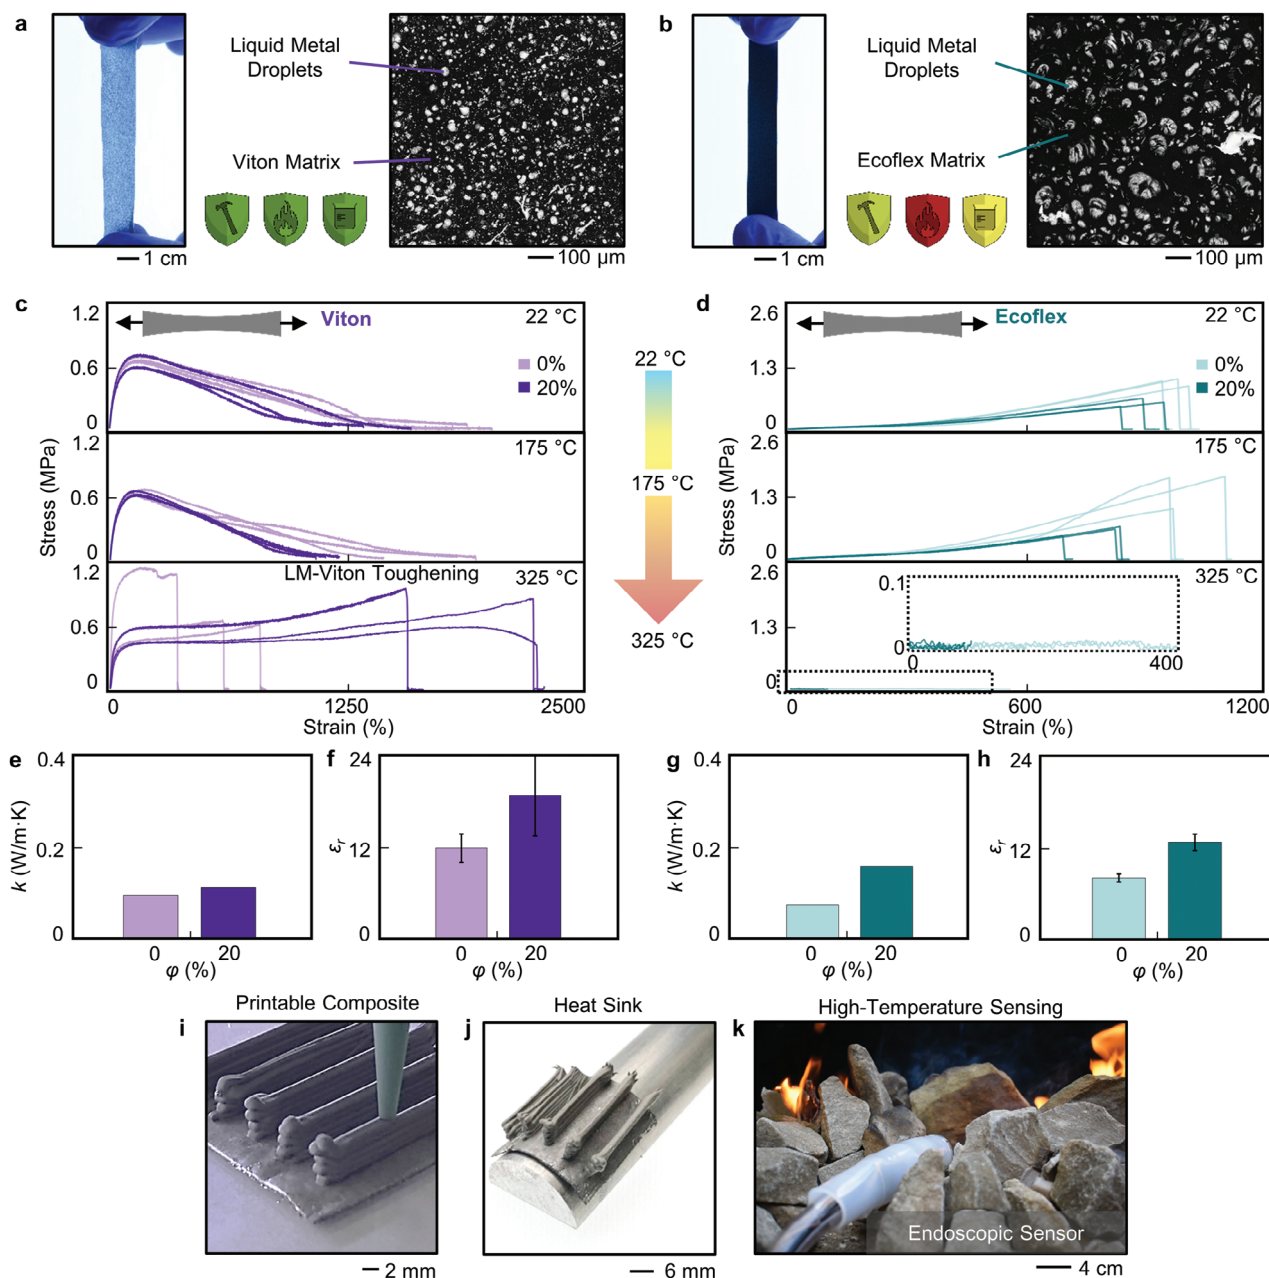 a
Liquid Metal
Droplets
Viton Matrix
1 cm
100 μm
b
Liquid Metal
Droplets
Ecoflex Matrix
1 cm
100 μm
c
Viton
22 °C
0%
20%
1.2
0.6
0
175 °C
1.2
0.6
0
LM-Viton Toughening
325 °C
1.2
0.6
0
Stress (MPa)
0
1250
2500
Strain (%)
22 °C
175 °C
325 °C
d
Ecoflex
22 °C
0%
20%
2.6
1.3
0
175 °C
2.6
1.3
0
325 °C
2.6
1.3
0
0.1
0
0
400
Stress (MPa)
0
600
1200
Strain (%)
e
0.4
0.2
0
k (W/m·K)
0
20
φ (%)
f
24
12
0
εr
0
20
φ (%)
g
0.4
0.2
0
k (W/m·K)
0
20
φ (%)
h
24
12
0
εr
0
20
φ (%)
Printable Composite
i
2 mm
Heat Sink
j
6 mm
High-Temperature Sensing
k
Endoscopic Sensor
4 cm